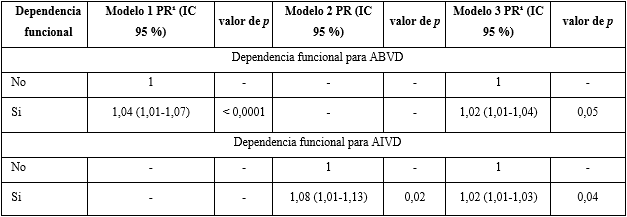 Dependencia funcional | Modelo 1 PR¹ (IC 95 %) | valor de p | Modelo 2 PR (IC 95 %) | valor de p | Modelo 3 PR¹ (IC 95 %) | valor de p
Dependencia funcional para ABVD
No | 1 | - | - | - | 1 | -
Si | 1,04 (1,01-1,07) | < 0,0001 | - | - | 1,02 (1,01-1,04) | 0,05
Dependencia funcional para AIVD
No | - | - | 1 | - | 1 | -
Si | - | - | 1,08 (1,01-1,13) | 0,02 | 1,02 (1,01-1,03) | 0,04